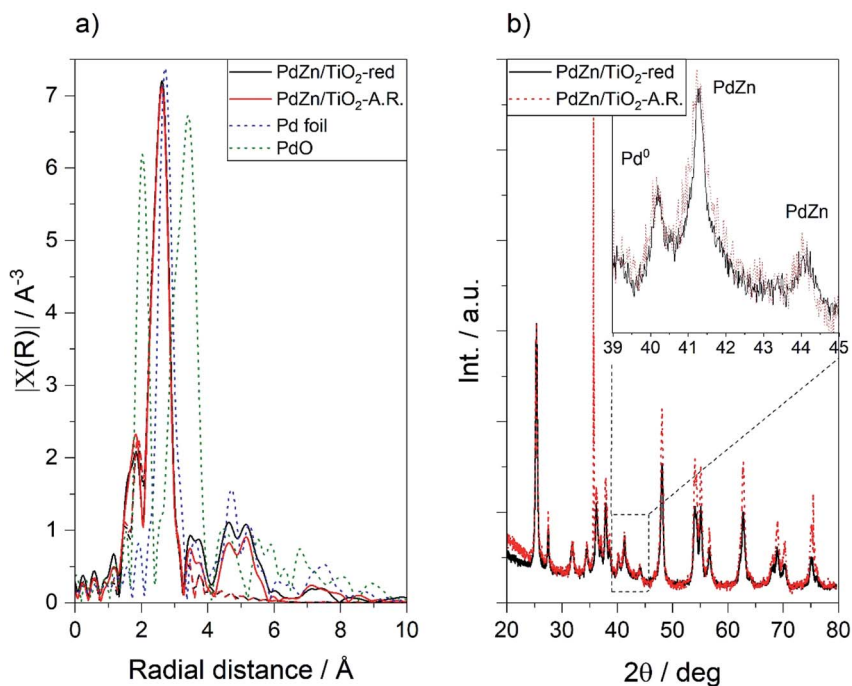 a)
b)
PdZn/TiO₂-red
PdZn/TiO₂-A.R.
Pd foil
PdO
7
6
5
4
3
2
1
0
|X(R)| / A⁻³
0 2 4 6 8 10
Radial distance / Å
PdZn/TiO₂-red
PdZn/TiO₂-A.R.
PdZn
Pd⁰
PdZn
39 40 41 42 43 44 45
Int. / a.u.
20 30 40 50 60 70 80
2θ / deg